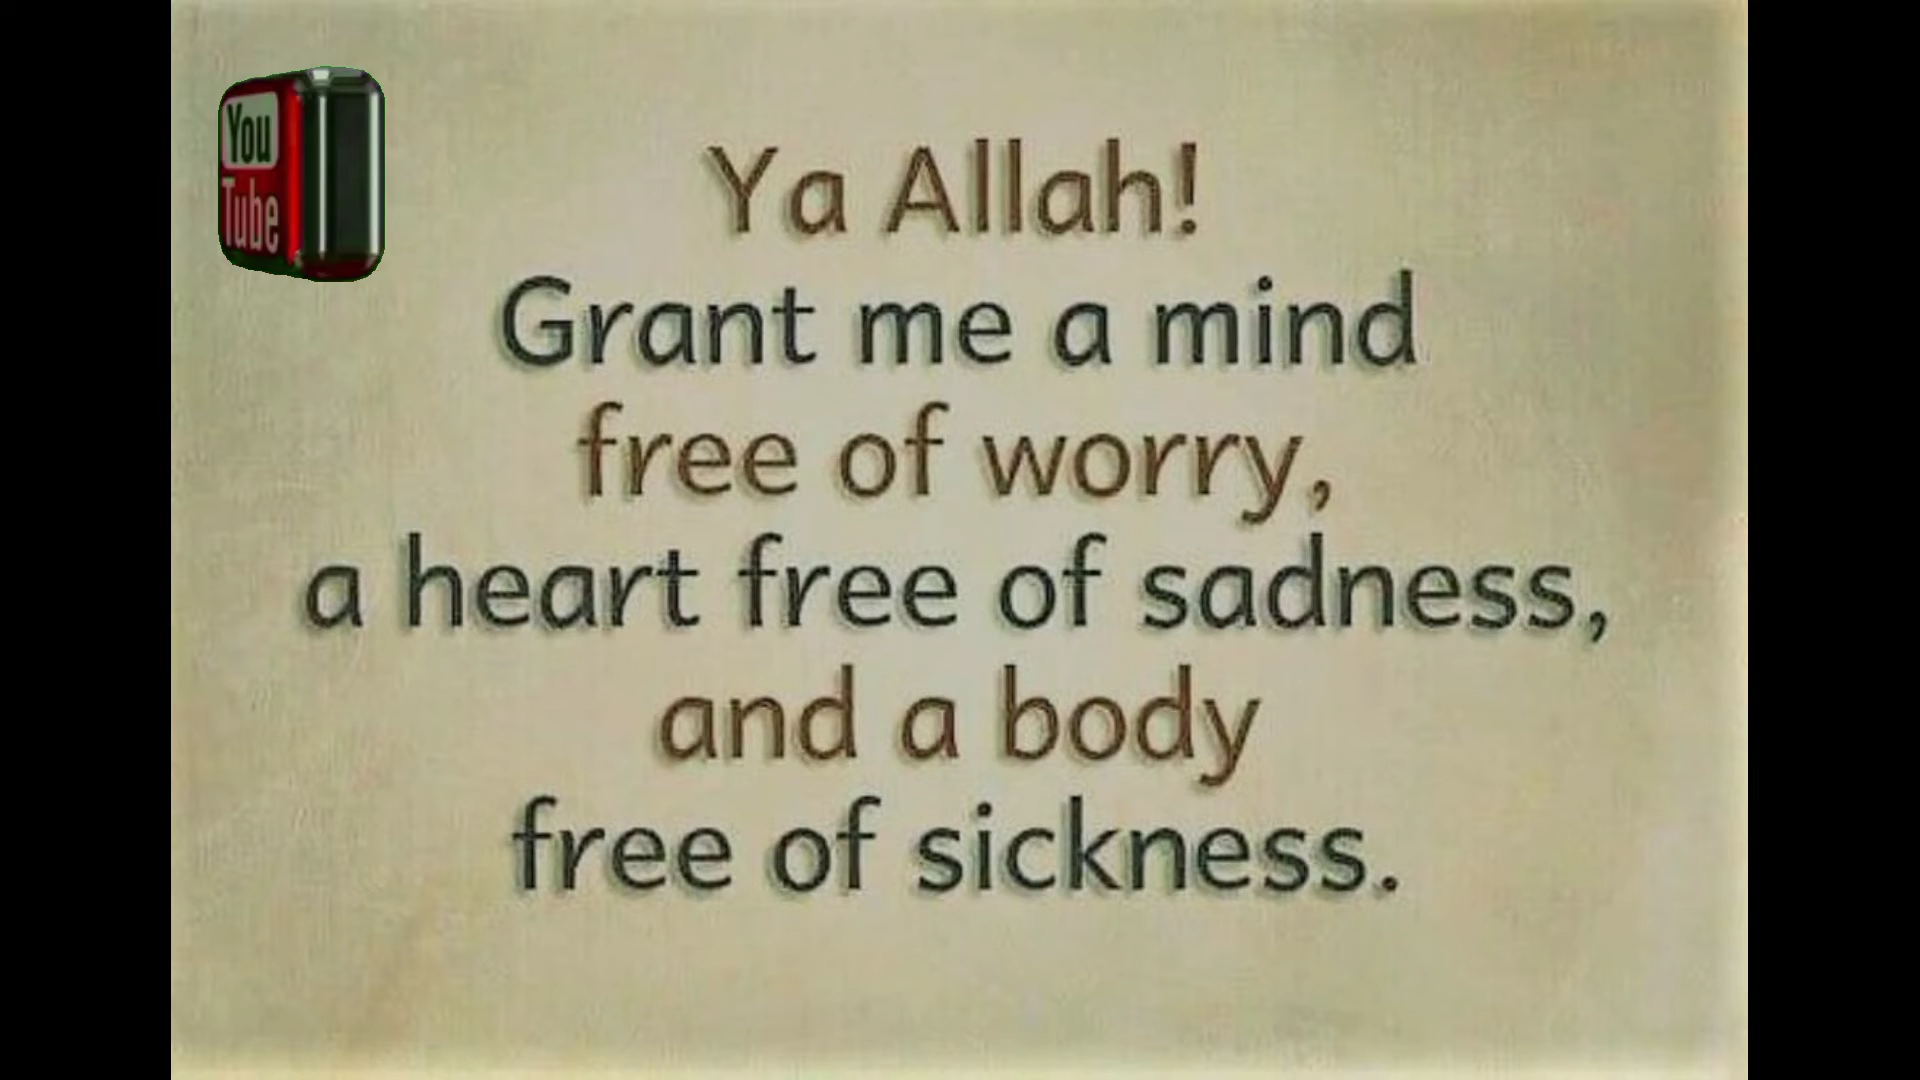 You
Tube
Ya Allah!
Grant me a mind
free of worry,
a heart free of sadness,
and a body
free of sickness.